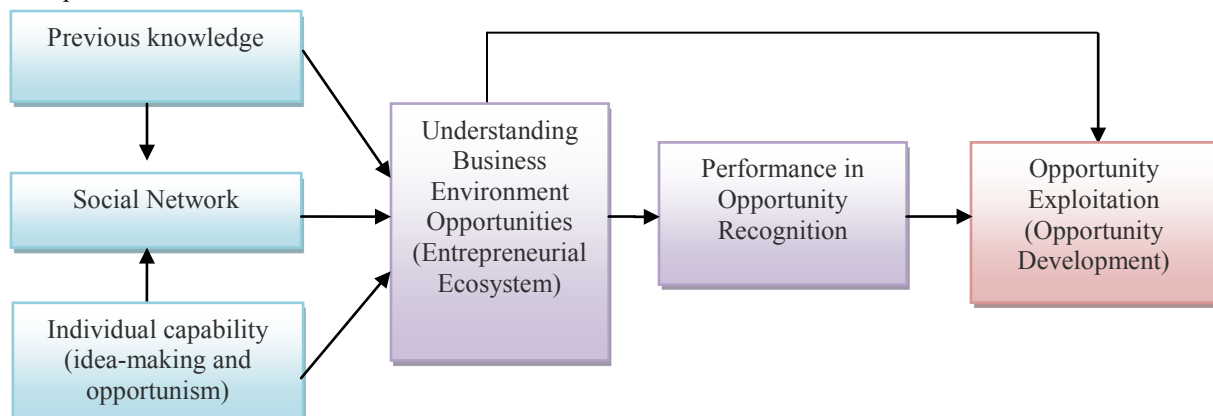 Previous knowledge
Social Network
Individual capability
(idea-making and
opportunism)
Understanding
Business
Environment
Opportunities
(Entrepreneurial
Ecosystem)
Performance in
Opportunity
Recognition
Opportunity
Exploitation
(Opportunity
Development)